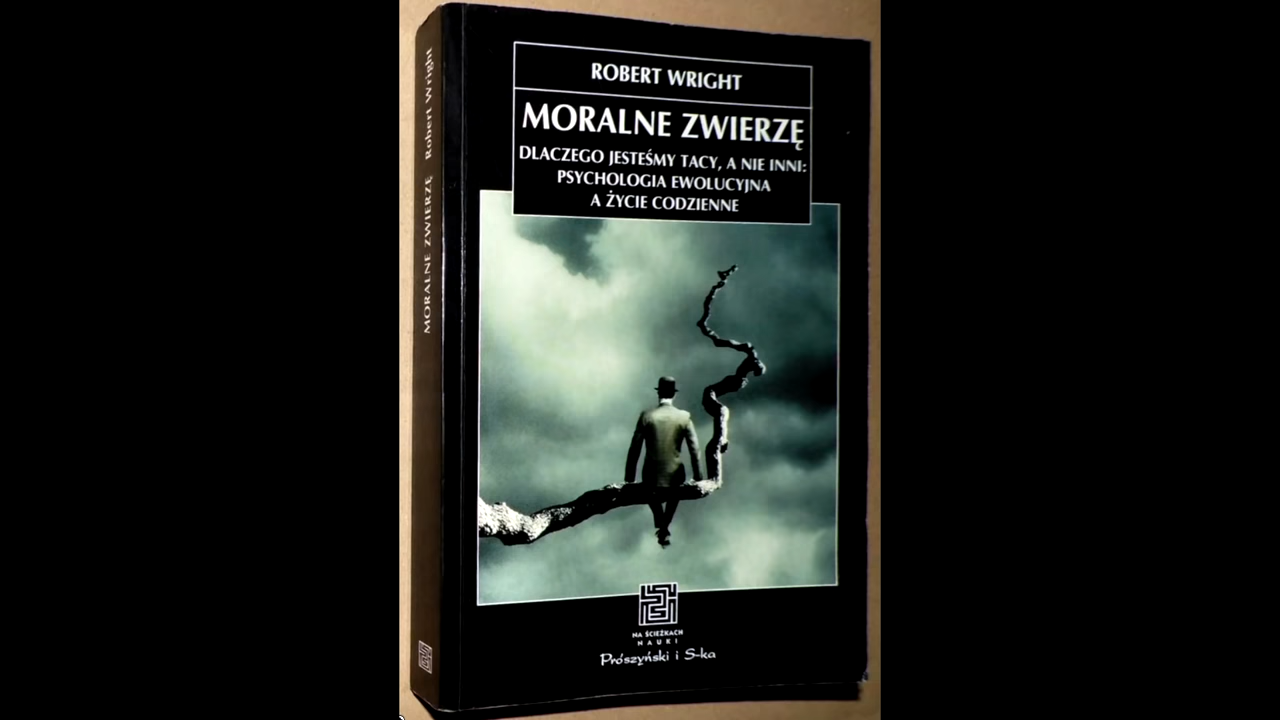 ROBERT WRIGHT
MORALNE ZWIERZĘ
DLACZEGO JESTEŚMY TACY, A NIE INNI:
PSYCHOLOGIA EWOLUCYJNA
A ŻYCIE CODZIENNE
NA ŚCIEŻKACH
NAUKI
Prószyński i S-ka
MORALNE ZWIERZĘ Robert Wright